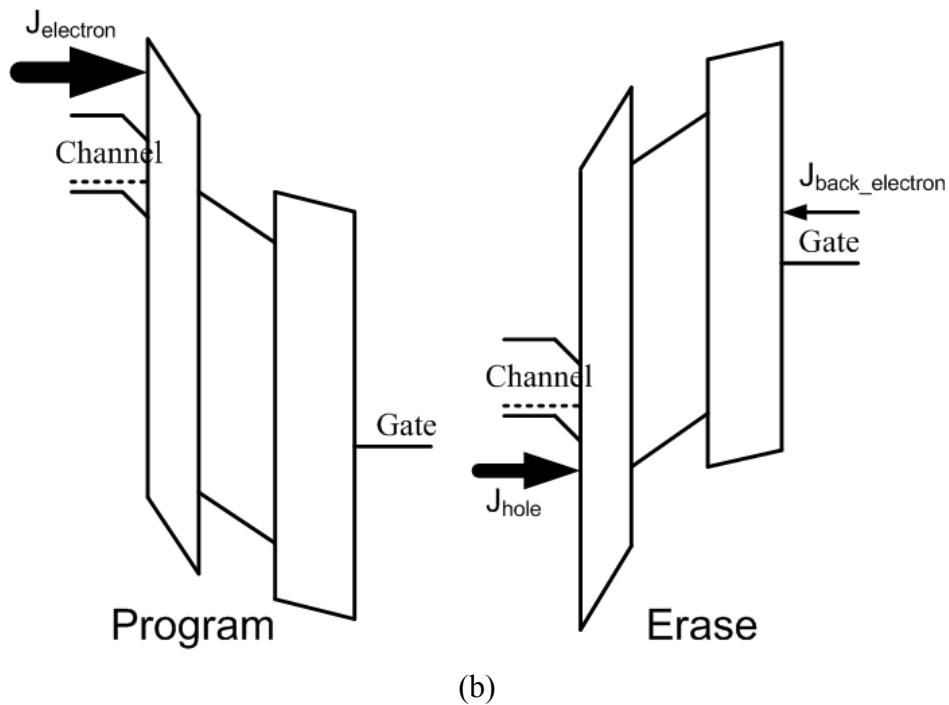 J_electron
Channel
Gate
Program
J_back_electron
Gate
Channel
J_hole
Erase
(b)